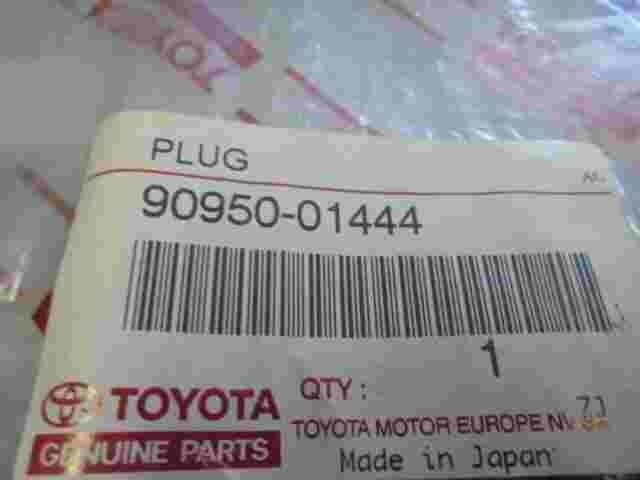 PLUG
90950-01444
1
QTY :
TOYOTA
TOYOTA MOTOR EUROPE NV
GENUINE PARTS
Made in Japan